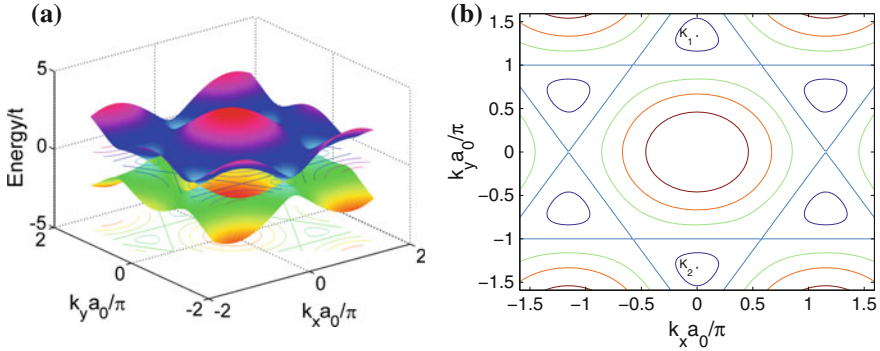 (a)
5
0
-5
Energy/t
2
0
-2
k_y a_0/π
-2
0
2
k_x a_0/π
(b)
1.5
1
0.5
0
−0.5
−1
−1.5
k_y a_0/π
K_1
K_2
−1.5 −1 −0.5 0 0.5 1 1.5
k_x a_0/π